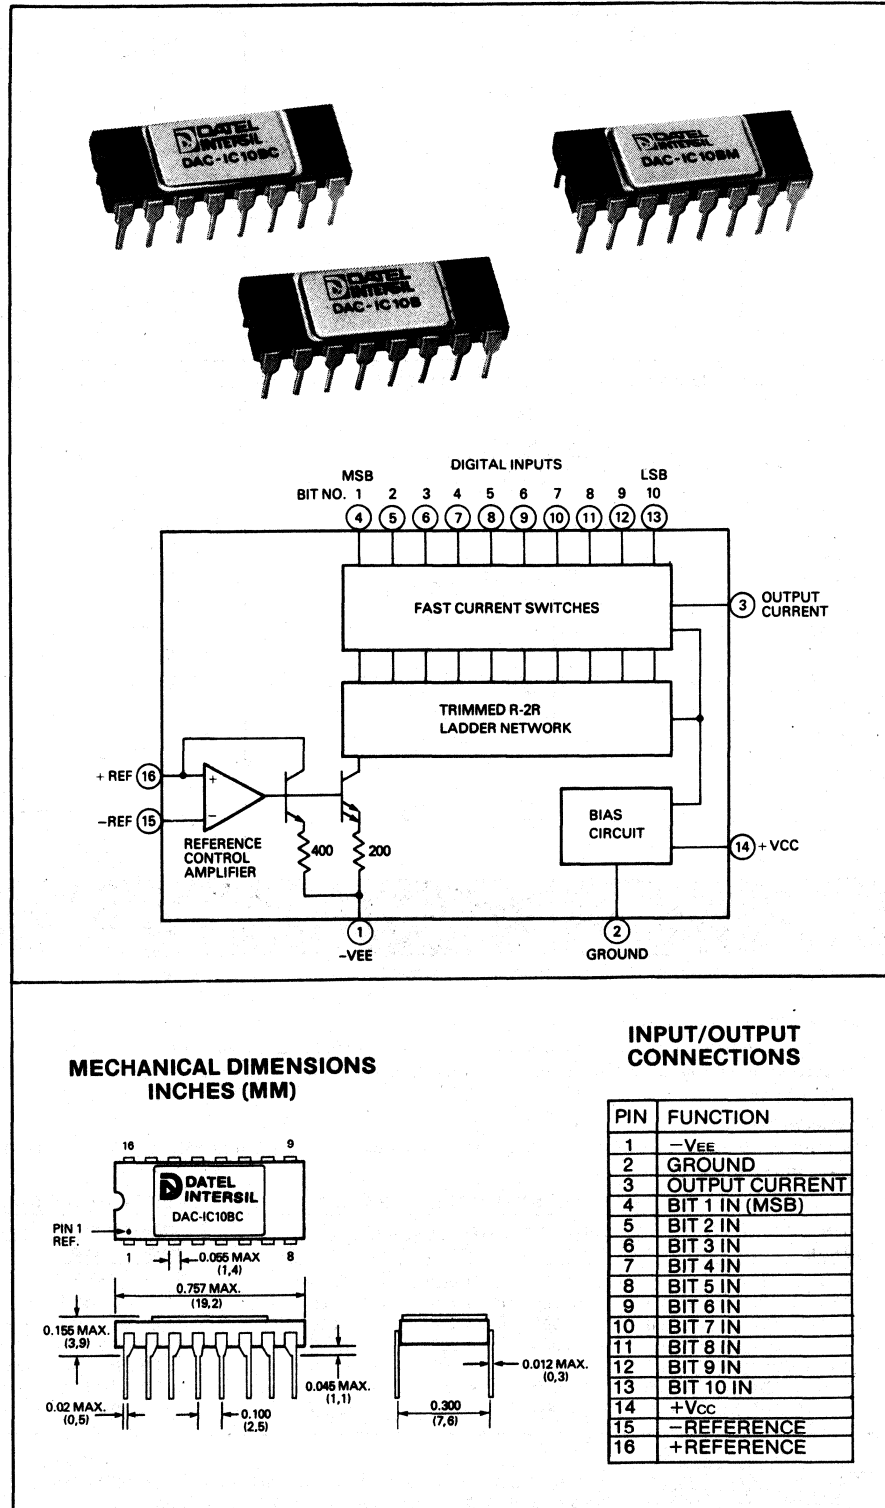 DATEL
INTERSIL
DAC-IC10BC
DATEL
INTERSIL
DAC-IC10BM
DATEL
INTERSIL
DAC-IC10B
DIGITAL INPUTS
MSB LSB
BIT NO. 1 2 3 4 5 6 7 8 9 10
4 5 6 7 8 9 10 11 12 13
FAST CURRENT SWITCHES
3 OUTPUT
CURRENT
TRIMMED R-2R
LADDER NETWORK
+ REF 16
+
-REF 15
−
REFERENCE
CONTROL
AMPLIFIER
400
200
BIAS
CIRCUIT
14 + VCC
1
-VEE
2
GROUND
MECHANICAL DIMENSIONS
INCHES (MM)
16 9
DATEL
INTERSIL
DAC-IC10BC
PIN 1
REF.
1 8
0.055 MAX
(1,4)
0.757 MAX.
(19,2)
0.155 MAX.
(3,9)
0.045 MAX.
(1,1)
0.02 MAX.
(0,5)
0.100
(2,5)
0.012 MAX.
(0,3)
0.300
(7,6)
INPUT/OUTPUT
CONNECTIONS
PIN FUNCTION
1 −VEE
2 GROUND
3 OUTPUT CURRENT
4 BIT 1 IN (MSB)
5 BIT 2 IN
6 BIT 3 IN
7 BIT 4 IN
8 BIT 5 IN
9 BIT 6 IN
10 BIT 7 IN
11 BIT 8 IN
12 BIT 9 IN
13 BIT 10 IN
14 +VCC
15 −REFERENCE
16 +REFERENCE